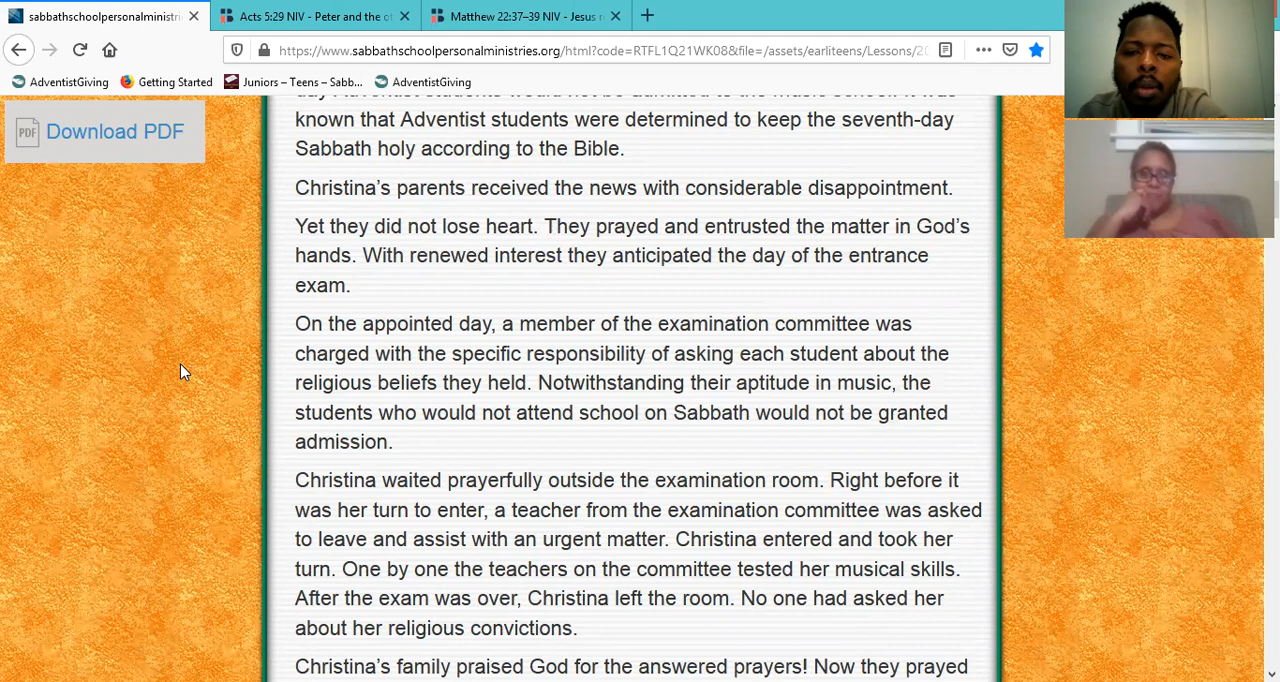 sabbathschoolpersonalministri
Acts 5:29 NIV - Peter and the ot
Matthew 22:37–39 NIV - Jesus r
https://www.sabbathschoolpersonalministries.org/html?code=RTFL1Q21WK08&file=/assets/earliteens/Lessons/20
AdventistGiving
Getting Started
Juniors – Teens – Sabb...
AdventistGiving
PDF
Download PDF
known that Adventist students were determined to keep the seventh-day
Sabbath holy according to the Bible.
Christina’s parents received the news with considerable disappointment.
Yet they did not lose heart. They prayed and entrusted the matter in God’s
hands. With renewed interest they anticipated the day of the entrance
exam.
On the appointed day, a member of the examination committee was
charged with the specific responsibility of asking each student about the
religious beliefs they held. Notwithstanding their aptitude in music, the
students who would not attend school on Sabbath would not be granted
admission.
Christina waited prayerfully outside the examination room. Right before it
was her turn to enter, a teacher from the examination committee was asked
to leave and assist with an urgent matter. Christina entered and took her
turn. One by one the teachers on the committee tested her musical skills.
After the exam was over, Christina left the room. No one had asked her
about her religious convictions.
Christina’s family praised God for the answered prayers! Now they prayed